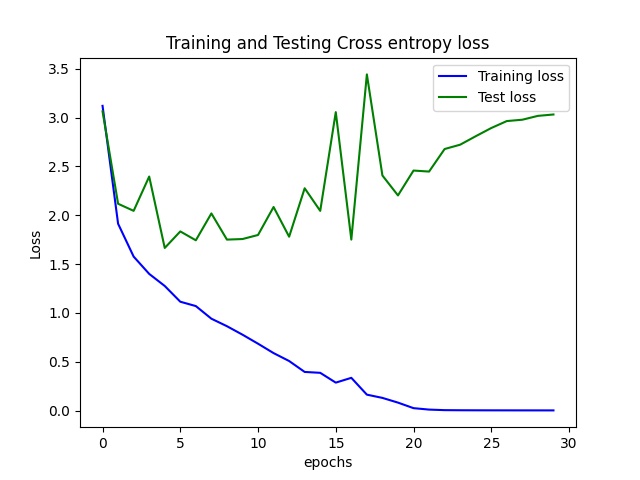 Training and Testing Cross entropy loss
Training loss
Test loss
Loss
3.5
3.0
2.5
2.0
1.5
1.0
0.5
0.0
0 5 10 15 20 25 30
epochs